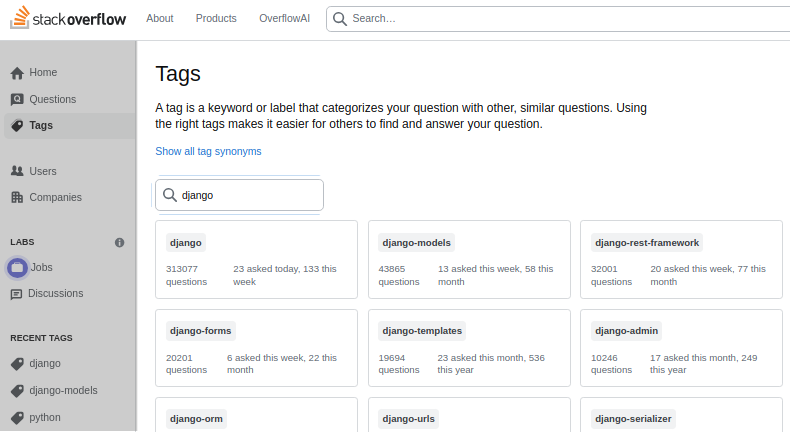 stackoverflow
About
Products
OverflowAI
Search…
Home
Questions
Tags
Users
Companies
LABS
Jobs
Discussions
RECENT TAGS
django
django-models
python
Tags
A tag is a keyword or label that categorizes your question with other, similar questions. Using
the right tags makes it easier for others to find and answer your question.
Show all tag synonyms
django
django
313077
questions
23 asked today, 133 this
week
django-models
43865
questions
13 asked this week, 58 this
month
django-rest-framework
32001
questions
20 asked this week, 77 this
month
django-forms
20201
questions
6 asked this week, 22 this
month
django-templates
19694
questions
23 asked this month, 536
this year
django-admin
10246
questions
17 asked this month, 249
this year
django-orm
django-urls
django-serializer